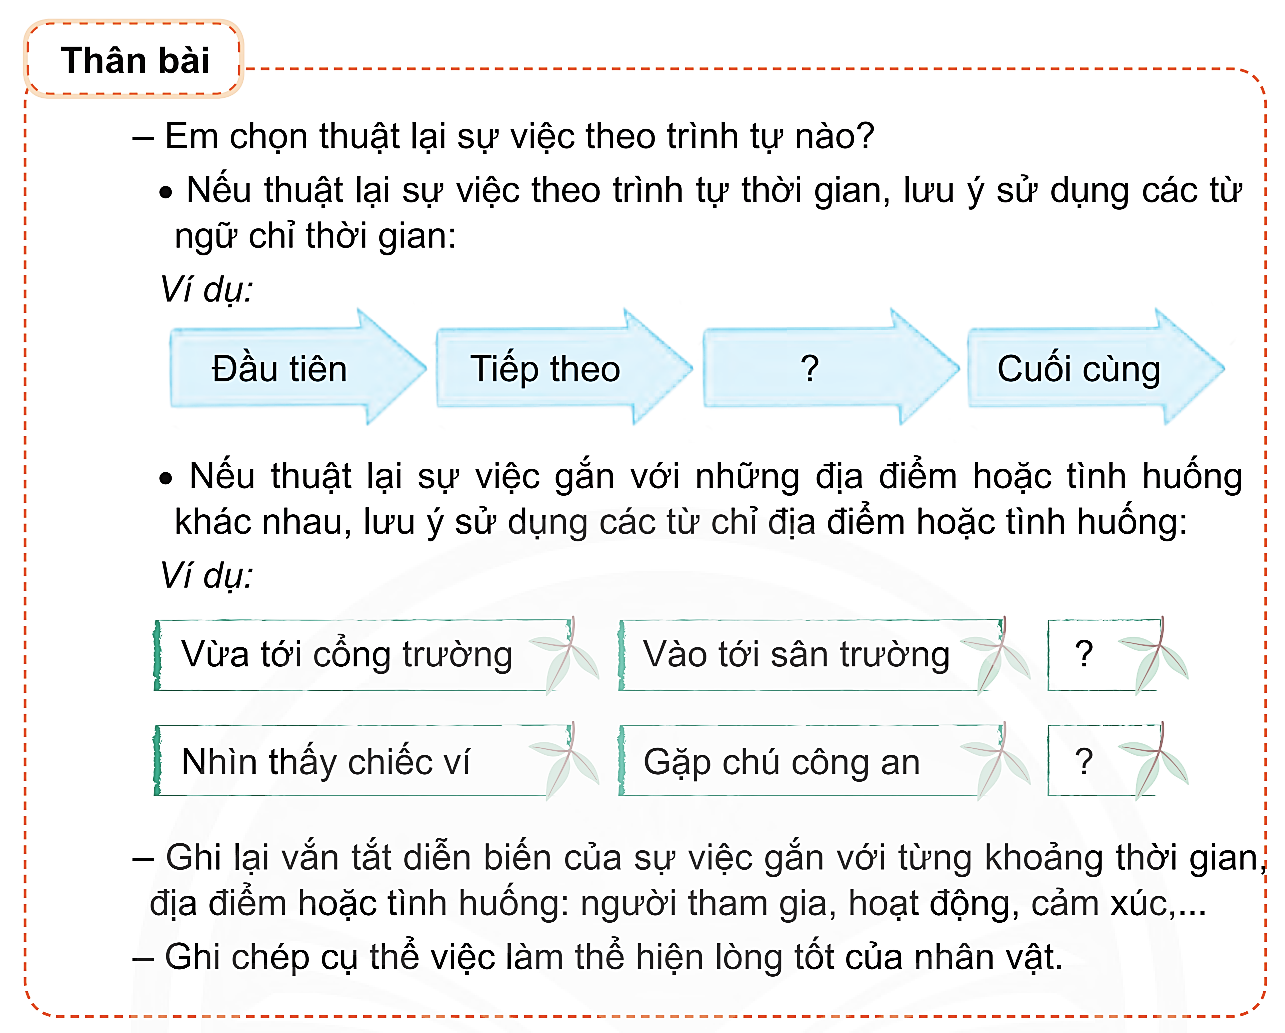 Thân bài
– Em chọn thuật lại sự việc theo trình tự nào?
• Nếu thuật lại sự việc theo trình tự thời gian, lưu ý sử dụng các từ
ngữ chỉ thời gian:
Ví dụ:
Đầu tiên Tiếp theo ? Cuối cùng
• Nếu thuật lại sự việc gắn với những địa điểm hoặc tình huống
khác nhau, lưu ý sử dụng các từ chỉ địa điểm hoặc tình huống:
Ví dụ:
Vừa tới cổng trường Vào tới sân trường ?
Nhìn thấy chiếc ví Gặp chú công an ?
– Ghi lại vắn tắt diễn biến của sự việc gắn với từng khoảng thời gian,
địa điểm hoặc tình huống: người tham gia, hoạt động, cảm xúc,...
– Ghi chép cụ thể việc làm thể hiện lòng tốt của nhân vật.